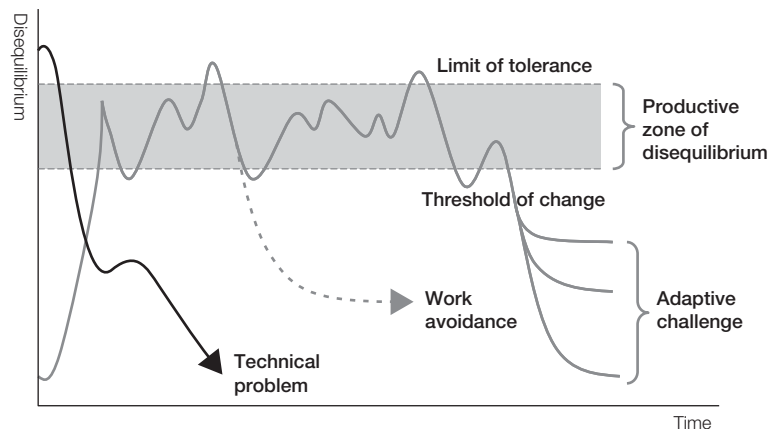 Disequilibrium
Limit of tolerance
Productive
zone of
disequilibrium
Threshold of change
Work
avoidance
Adaptive
challenge
Technical
problem
Time